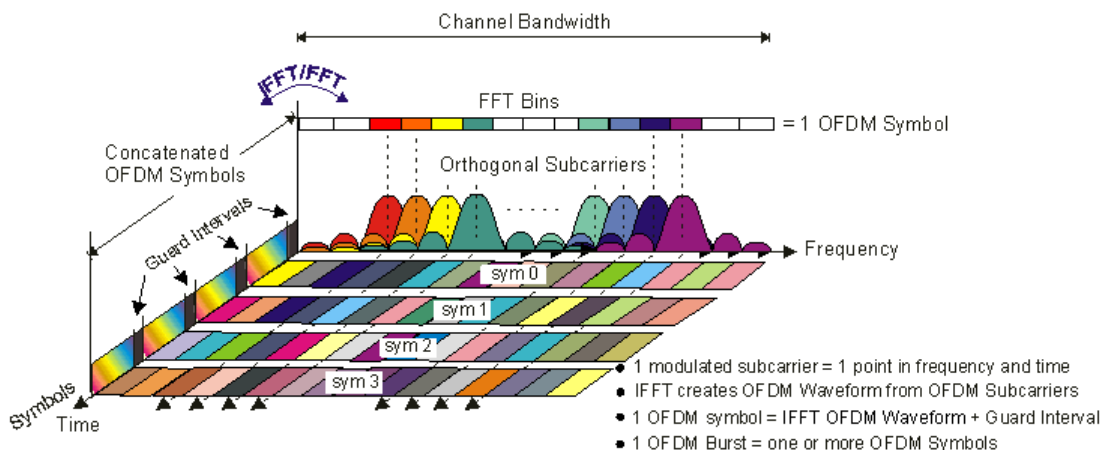 Channel Bandwidth
IFFT/FFT
FFT Bins
= 1 OFDM Symbol
Concatenated
OFDM Symbols
Orthogonal Subcarriers
Guard Intervals
Frequency
sym 0
sym 1
sym 2
sym 3
Symbols
Time
• 1 modulated subcarrier = 1 point in frequency and time
• IFFT creates OFDM Waveform from OFDM Subcarriers
• 1 OFDM symbol = IFFT OFDM Waveform + Guard Interval
• 1 OFDM Burst = one or more OFDM Symbols